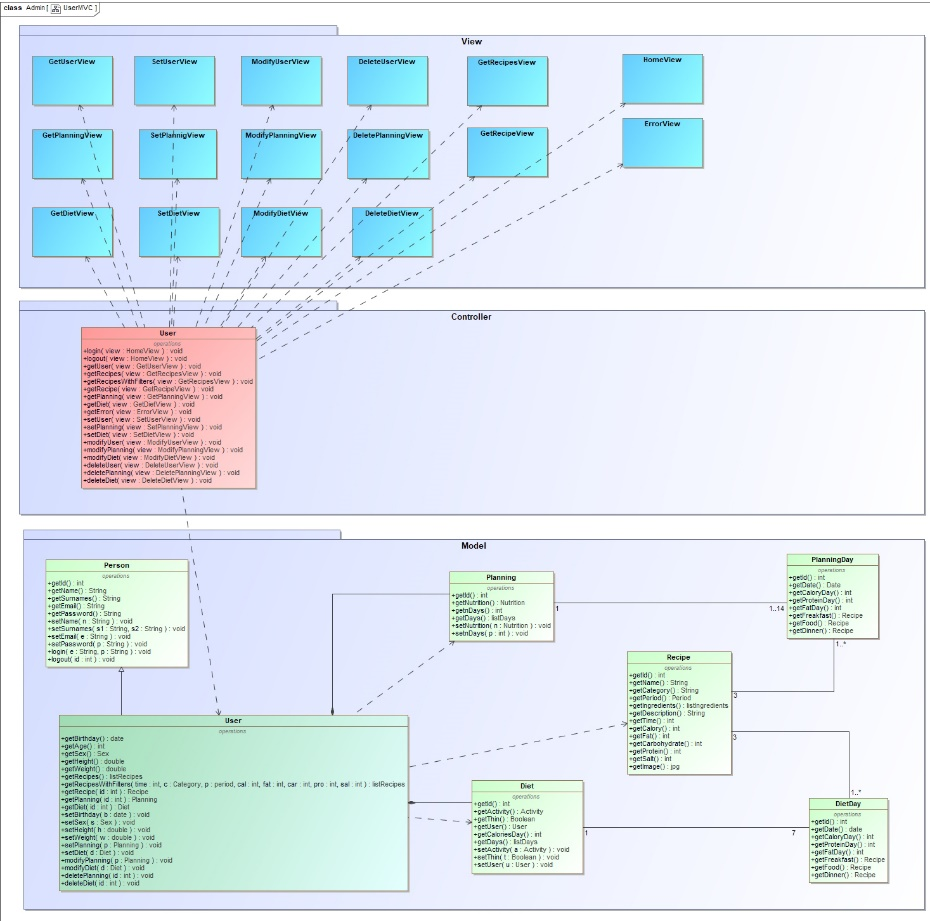 class Admin [ UserMVC ]
View
GetUserView
SetUserView
ModifyUserView
DeleteUserView
GetRecipesView
HomeView
GetPlanningView
SetPlannigView
ModifyPlanningView
DeletePlanningView
GetRecipeView
ErrorView
GetDietView
SetDietView
ModifDietView
DeleteDietView
Controller
User
operations
+login( view : HomeView ) : void
+logout( view : HomeView ) : void
+getUser( view : GetUserView ) : void
+getRecipes( view : GetRecipesView ) : void
+getRecipesWithFilters( view : GetRecipesView ) : void
+getRecipe( view : GetRecipeView ) : void
+getPlanning( view : GetPlanningView ) : void
+getDiet( view : GetDietView ) : void
+getError( view : ErrorView ) : void
+setUser( view : SetUserView ) : void
+setPlanning( view : SetPlanningView ) : void
+setDiet( view : SetDietView ) : void
+modifyUser( view : ModifyUserView ) : void
+modifyPlanning( view : ModifyPlanningView ) : void
+modifyDiet( view : ModifDietView ) : void
+deleteUser( view : DeleteUserView ) : void
+deletePlanning( view : DeletePlanningView ) : void
+deleteDiet( view : DeleteDietView ) : void
Model
Person
operations
+getId() : int
+getName() : String
+getSurnames() : String
+getEmail() : String
+getPassword() : String
+setName( n : String ) : void
+setSurnames( s1 : String, s2 : String ) : void
+setEmail( e : String ) : void
+setPassword( p : String ) : void
+login( e : String, p : String ) : void
+logout( id : int ) : void
Planning
operations
+getId() : int
+getNutrition() : Nutrition
+getnDays() : int
+getDays() : listDays
+setNutrition( n : Nutrition ) : void
+setnDays( p : int ) : void
1
1..14
PlanningDay
operations
+getId() : int
+getDate() : Date
+getCaloryDay() : int
+getProteinDay() : int
+getFatDay() : int
+getFreakfast() : Recipe
+getFood() : Recipe
+getDinner() : Recipe
1..*
Recipe
operations
+getId() : int
+getName() : String
+getCategory() : String
+getPeriod() : Period
+getIngredients() : listIngredients
+getDescription() : String
+getTime() : int
+getCalory() : int
+getFat() : int
+getCarbohydrate() : int
+getProtein() : int
+getSalt() : int
+getImage() : jpg
3
3
User
operations
+getBirthday() : date
+getAge() : int
+getSex() : Sex
+getHeight() : double
+getWeight() : double
+getRecipes() : listRecipes
+getRecipesWithFilters( time : int, c : Category, p : period, cal : int, fat : int, car : int, pro : int, sal : int ) : listRecipes
+getRecipe( id : int ) : Recipe
+getPlanning( id : int ) : Planning
+getDiet( id : int ) : Diet
+setBirthday( b : date ) : void
+setSex( s : Sex ) : void
+setHeight( h : double ) : void
+setWeight( w : double ) : void
+setPlanning( p : Planning ) : void
+setDiet( d : Diet ) : void
+modifyPlanning( p : Planning ) : void
+modifyDiet( d : Diet ) : void
+deletePlanning( id : int ) : void
+deleteDiet( id : int ) : void
Diet
operations
+getId() : int
+getActivity() : Activity
+getThin() : Boolean
+getUser() : User
+getCaloriesDay() : int
+getDays() : listDays
+setActivity( a : Activity ) : void
+setThin( t : Boolean ) : void
+setUser( u : User ) : void
1
7
1..*
DietDay
operations
+getId() : int
+getDate() : date
+getCaloryDay() : int
+getProteinDay() : int
+getFatDay() : int
+getFreakfast() : Recipe
+getFood() : Recipe
+getDinner() : Recipe